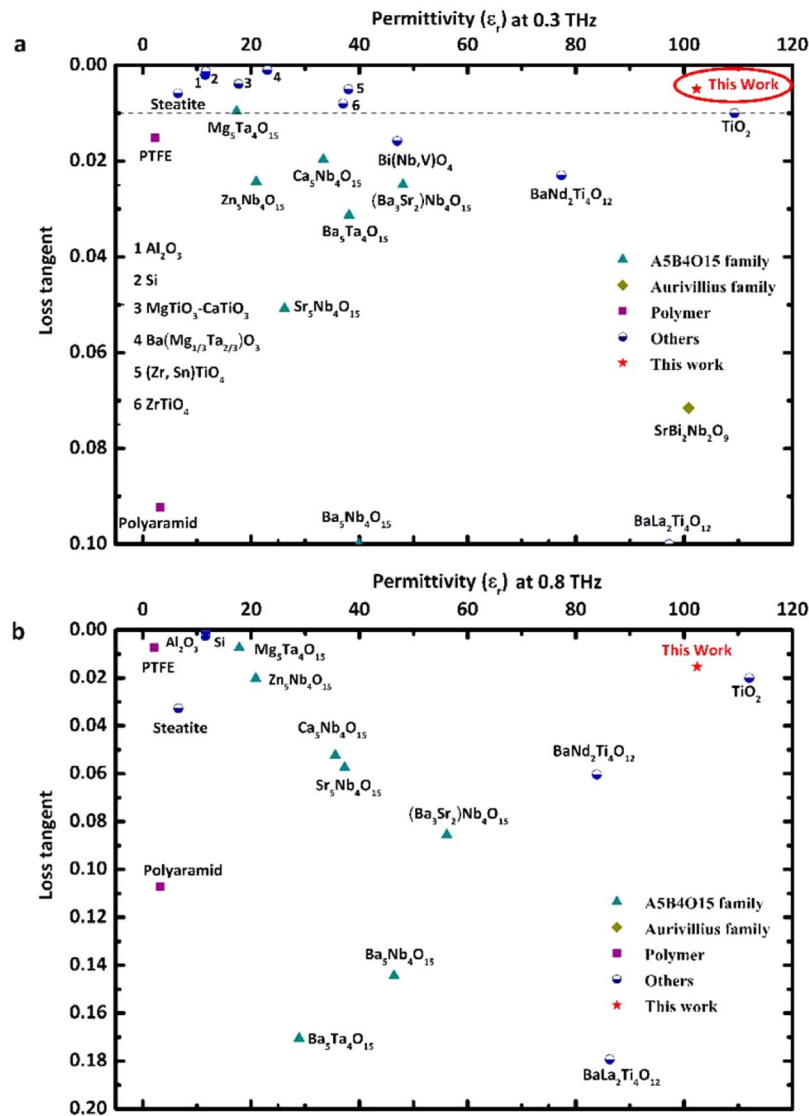 Permittivity (εr) at 0.3 THz
a
0 20 40 60 80 100 120
0.00
1 2 3 4 5 6
This Work
Steatite
Mg5Ta4O15
TiO2
PTFE
0.02
Bi(Nb,V)O4
Ca5Nb4O15
Zn5Nb4O15
(Ba3Sr2)Nb4O15
BaNd2Ti4O12
Ba5Ta4O15
0.04
1 Al2O3
A5B4O15 family
2 Si
Aurivillius family
3 MgTiO3-CaTiO3
Sr5Nb4O15
Polymer
4 Ba(Mg1/3Ta2/3)O3
Others
0.06
5 (Zr, Sn)TiO4
This work
6 ZrTiO4
SrBi2Nb2O9
0.08
Polyaramid
Ba5Nb4O15
BaLa2Ti4O12
0.10
Loss tangent
Permittivity (εr) at 0.8 THz
b
0 20 40 60 80 100 120
0.00
Al2O3 Si
Mg5Ta4O15
This Work
PTFE
0.02
Zn5Nb4O15
TiO2
Steatite
0.04
Ca5Nb4O15
BaNd2Ti4O12
0.06
Sr5Nb4O15
(Ba3Sr2)Nb4O15
0.08
Polyaramid
0.10
A5B4O15 family
0.12
Aurivillius family
Ba5Nb4O15
Polymer
0.14
Others
This work
0.16
Ba5Ta4O15
0.18
BaLa2Ti4O12
0.20
Loss tangent